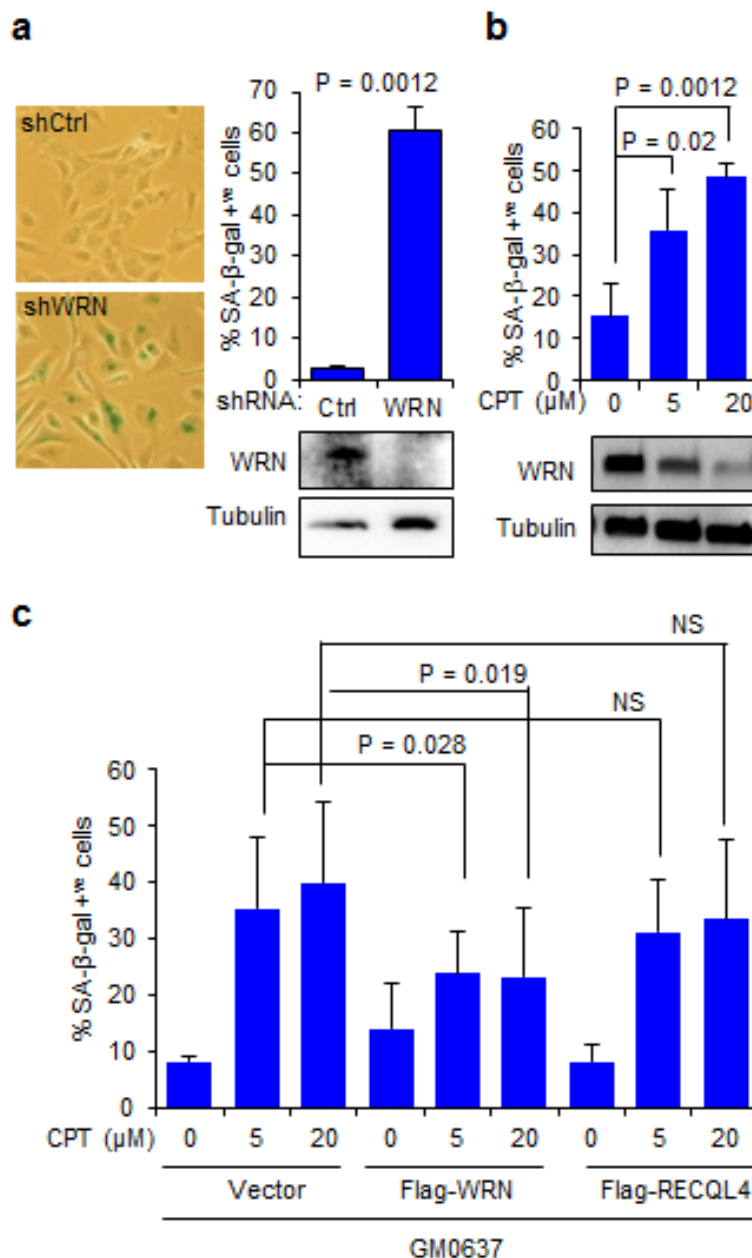 a
shCtrl
shWRN
P = 0.0012
% SA-β-gal +ve cells
70
60
50
40
30
20
10
0
shRNA: Ctrl WRN
WRN
Tubulin
b
P = 0.0012
P = 0.02
% SA-β-gal +ve cells
60
50
40
30
20
10
0
CPT (µM) 0 5 20
WRN
Tubulin
c
NS
P = 0.019
NS
P = 0.028
% SA-β-gal +ve cells
60
50
40
30
20
10
0
CPT (µM) 0 5 20 0 5 20 0 5 20
Vector Flag-WRN Flag-RECQL4
GM0637